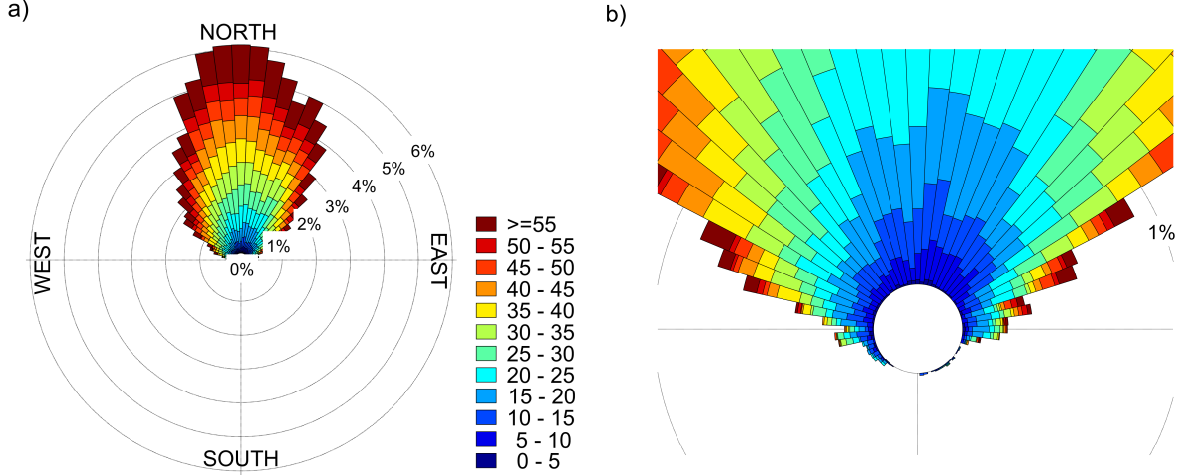 a)
b)
NORTH
6%
5%
4%
3%
2%
1%
0%
WEST
EAST
SOUTH
>=55
50 - 55
45 - 50
40 - 45
35 - 40
30 - 35
25 - 30
20 - 25
15 - 20
10 - 15
5 - 10
0 - 5
1%